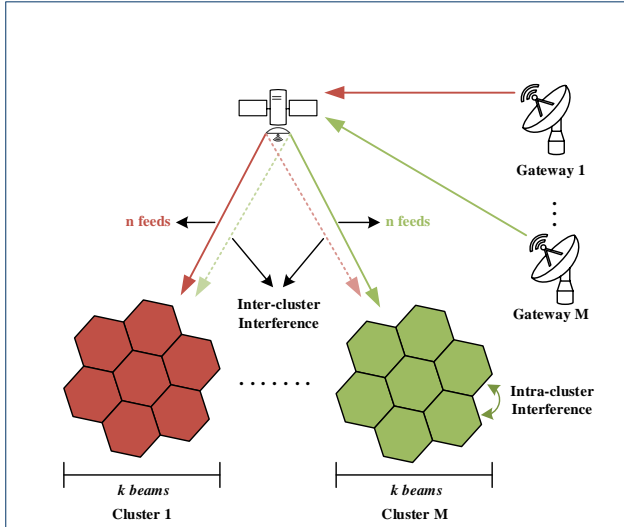 Gateway 1
n feeds
n feeds
Gateway M
Inter-cluster
Interference
Intra-cluster
Interference
k beams
k beams
Cluster 1
Cluster M